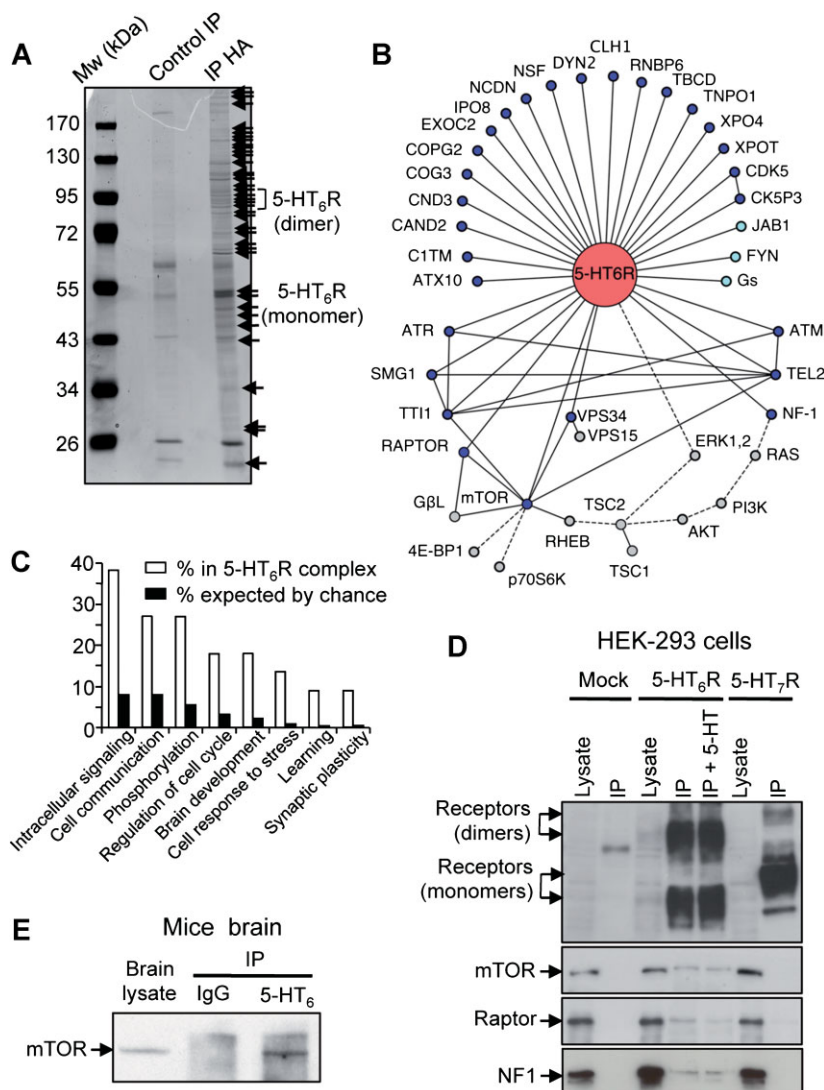 A
Mw (kDa)
Control IP
IP HA
170
130
95
72
55
43
34
26
5-HT6R
(dimer)
5-HT6R
(monomer)
B
CLH1
DYN2
RNBP6
NSF
TBCD
NCDN
TNPO1
IPO8
XPO4
EXOC2
XPOT
COPG2
CDK5
COG3
CK5P3
CND3
JAB1
CAND2
FYN
C1TM
5-HT6R
Gs
ATX10
ATR
ATM
SMG1
TEL2
TTI1
VPS34
NF-1
VPS15
RAPTOR
ERK1,2
RAS
mTOR
GβL
TSC2
PI3K
RHEB
AKT
4E-BP1
TSC1
p70S6K
C
40
30
20
10
0
% in 5-HT6R complex
% expected by chance
Intracellular signaling
Cell communication
Phosphorylation
Regulation of cell cycle
Brain development
Cell response to stress
Learning
Synaptic plasticity
D
HEK-293 cells
Mock 5-HT6R 5-HT7R
Lysate
IP
Lysate
IP
IP + 5-HT
Lysate
IP
Receptors
(dimers)
Receptors
(monomers)
mTOR
Raptor
NF1
E
Mice brain
IP
Brain
lysate
IgG
5-HT6
mTOR